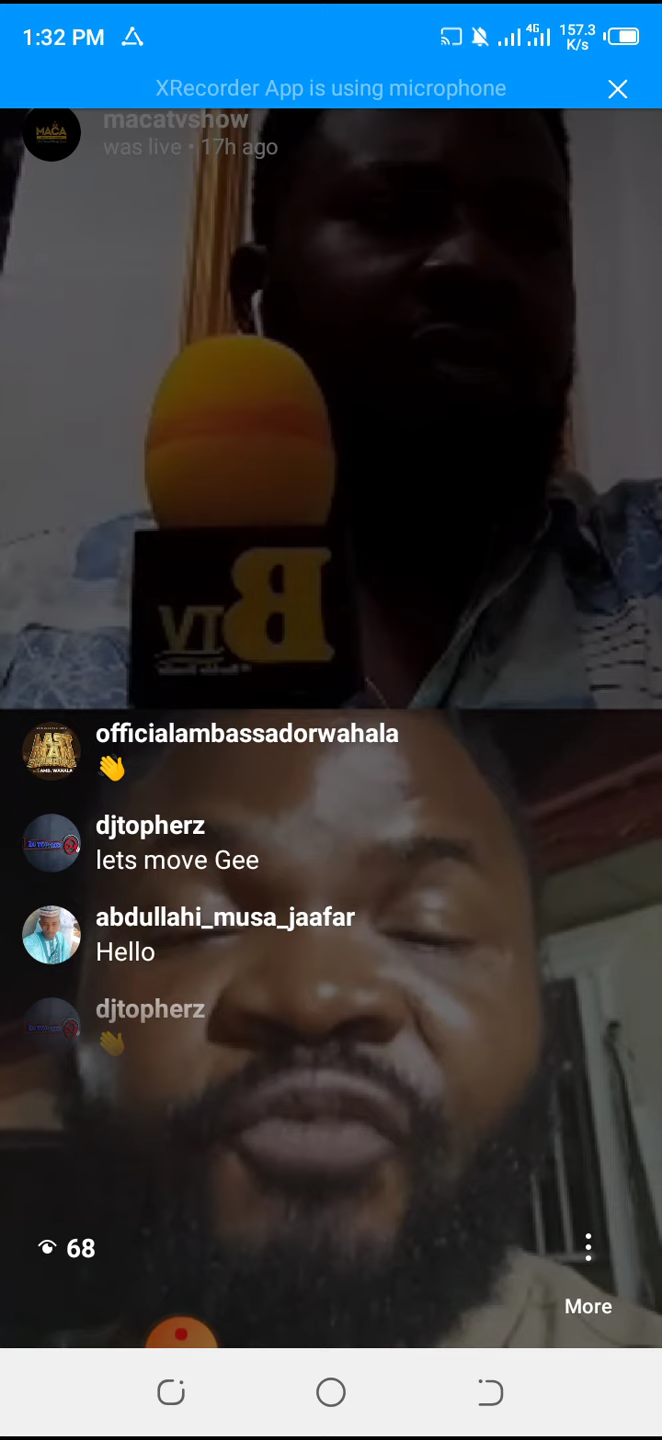 1:32 PM
4G
157.3
K/s
XRecorder App is using microphone
MACA
macatvshow
was live • 17h ago
B
TV
officialambassadorwahala
👋
djtopherz
lets move Gee
abdullahi_musa_jaafar
Hello
djtopherz
👋
68
More